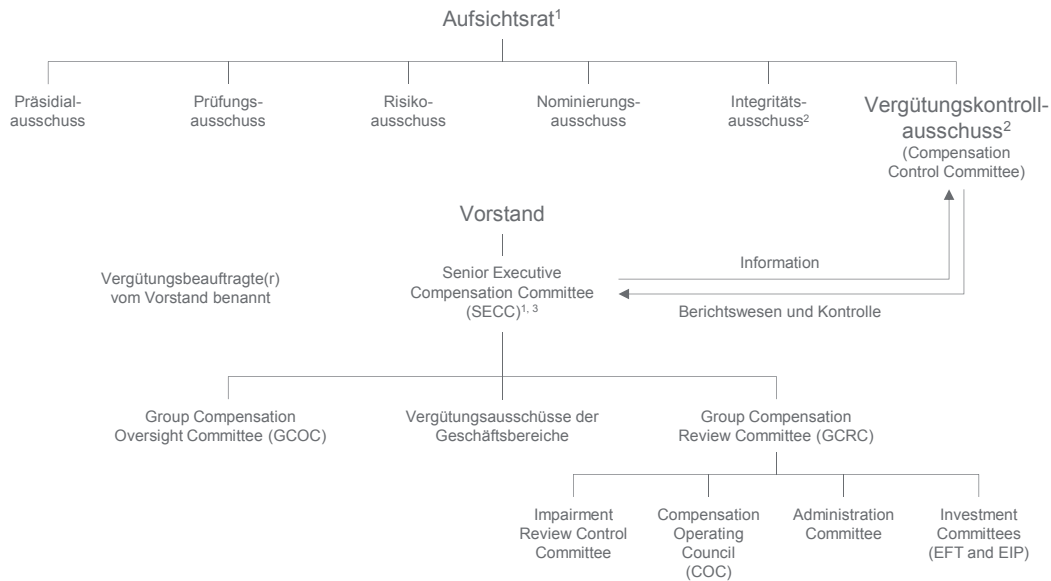 Aufsichtsrat¹
Präsidial-
ausschuss
Prüfungs-
ausschuss
Risiko-
ausschuss
Nominierungs-
ausschuss
Integritäts-
ausschuss²
Vergütungskontroll-
ausschuss²
(Compensation
Control Committee)
Vorstand
Vergütungsbeauftragte(r)
vom Vorstand benannt
Senior Executive
Compensation Committee
(SECC)¹˒ ³
Information
Berichtswesen und Kontrolle
Group Compensation
Oversight Committee (GCOC)
Vergütungsausschüsse der
Geschäftsbereiche
Group Compensation
Review Committee (GCRC)
Impairment
Review Control
Committee
Compensation
Operating
Council
(COC)
Administration
Committee
Investment
Committees
(EFT and EIP)